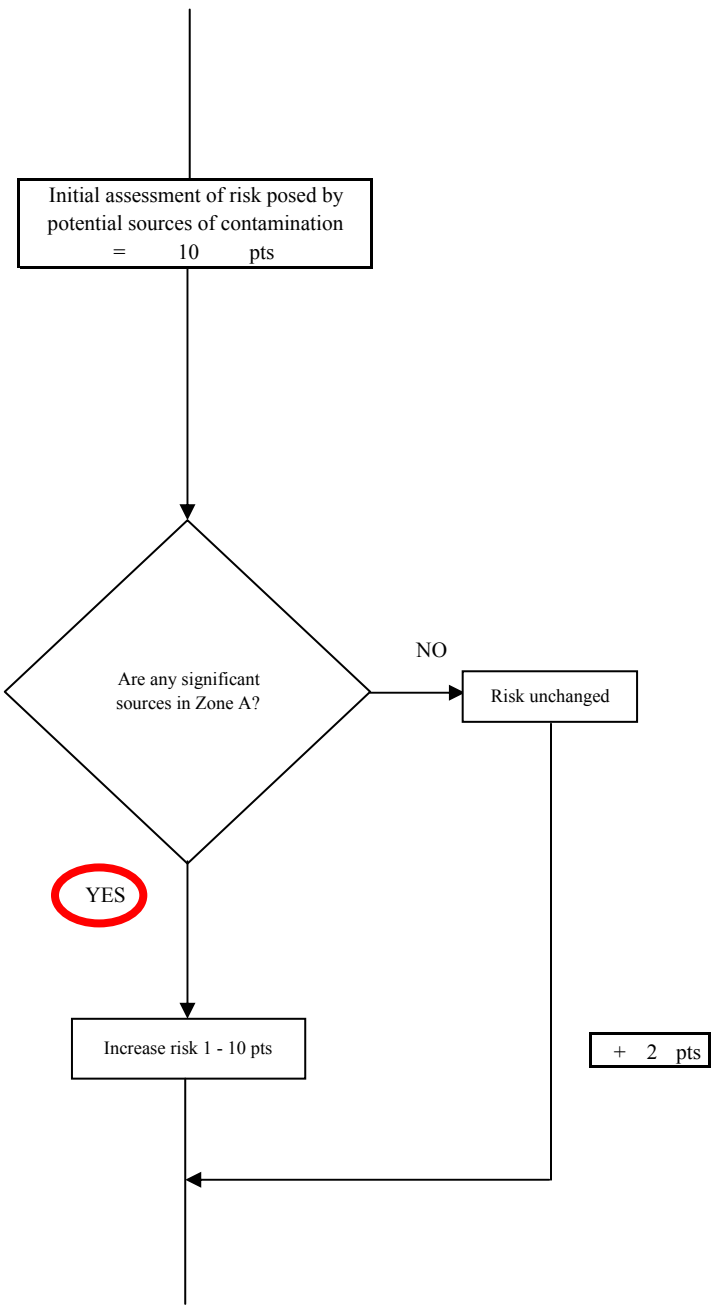 Initial assessment of risk posed by
potential sources of contamination
= 10 pts
NO
Are any significant
sources in Zone A?
Risk unchanged
YES
Increase risk 1 - 10 pts
+ 2 pts